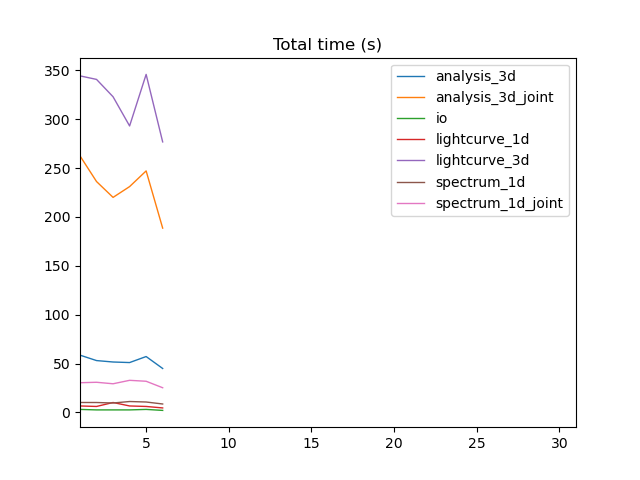 Total time (s)
350
300
250
200
150
100
50
0
5 10 15 20 25 30
analysis_3d
analysis_3d_joint
io
lightcurve_1d
lightcurve_3d
spectrum_1d
spectrum_1d_joint